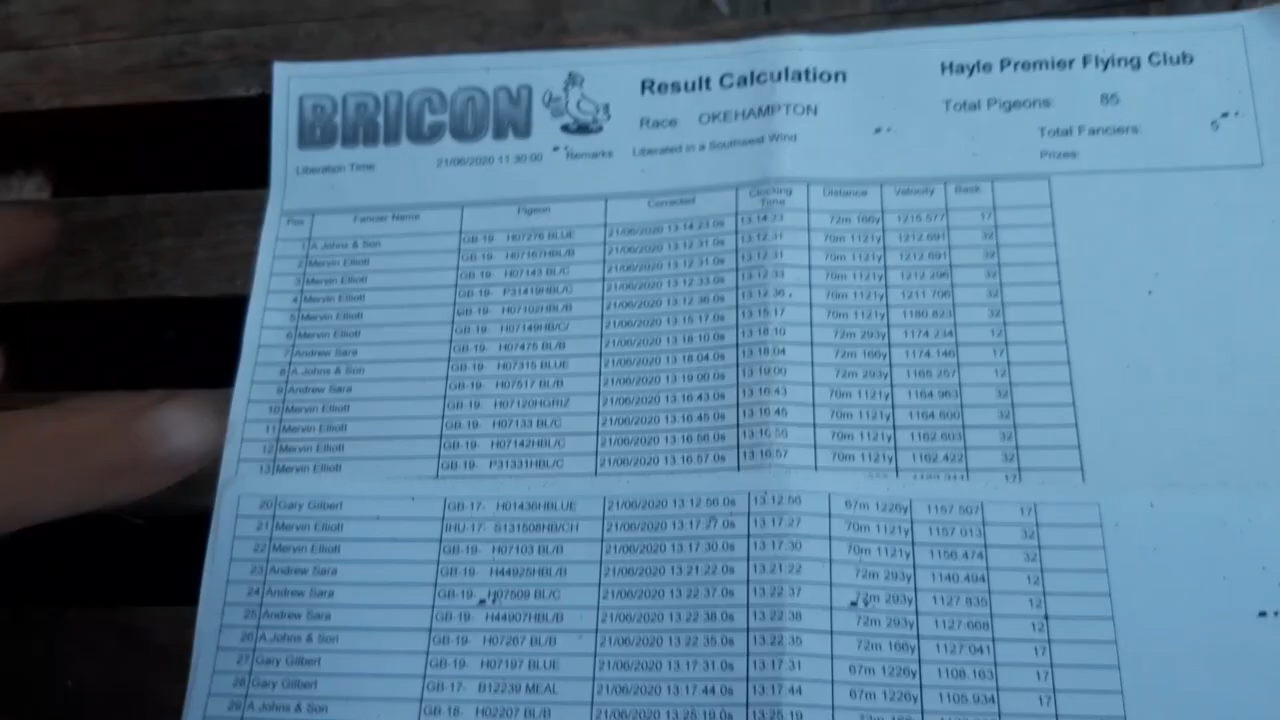 BRICON
Result Calculation
Hayle Premier Flying Club
Race OKEHAMPTON
Total Pigeons: 85
Liberation Time 21/06/2020 11:30:00 Remarks Liberated in a Southwest Wind
Total Fanciers: 5
Prizes:
Pos Fancier Name Pigeon Corrected Clocking Time Distance Velocity Bask
1 A Johns & Son GB-19- H07276 BLUE 21/06/2020 13:14:23.0s 13:14:23 72m 166y 1215.577 17
2 Mervin Elliott GB-19- H07167HBL/B 21/06/2020 13:12:31.0s 13:12:31 70m 1121y 1212.691 32
3 Mervin Elliott GB-19- H07143 BL/C 21/06/2020 13:12:31.0s 13:12:31 70m 1121y 1212.691 32
4 Mervin Elliott GB-19- P31419HBL/C 21/06/2020 13:12:33.0s 13:12:33 70m 1121y 1212.296 32
5 Mervin Elliott GB-19- H07102HBL/B 21/06/2020 13:12:36.0s 13:12:36 70m 1121y 1211.706 32
6 Mervin Elliott GB-19- H07149HB/C/ 21/06/2020 13:15:17.0s 13:15:17 70m 1121y 1180.823 32
7 Andrew Sara GB-19- H07475 BL/B 21/06/2020 13:18:10.0s 13:18:10 72m 293y 1174.234 12
8 A Johns & Son GB-19- H07315 BLUE 21/06/2020 13:18:04.0s 13:18:04 72m 166y 1174.146 17
9 Andrew Sara GB-19- H07517 BL/B 21/06/2020 13:19:00.0s 13:19:00 72m 293y 1165.257 12
10 Mervin Elliott GB-19- H07120HGRIZ 21/06/2020 13:16:43.0s 13:16:43 70m 1121y 1164.963 32
11 Mervin Elliott GB-19- H07133 BL/C 21/06/2020 13:16:45.0s 13:16:45 70m 1121y 1164.600 32
12 Mervin Elliott GB-19- H07142HBL/C 21/06/2020 13:16:56.0s 13:16:56 70m 1121y 1162.603 32
13 Mervin Elliott GB-19- P31331HBL/C 21/06/2020 13:16:57.0s 13:16:57 70m 1121y 1162.422 32
17
20 Gary Gilbert GB-17- H01436HBLUE 21/06/2020 13:12:56.0s 13:12:56 67m 1226y 1157.507 17
21 Mervin Elliott IHU-17- S131508HB/CH 21/06/2020 13:17:27.0s 13:17:27 70m 1121y 1157.013 32
22 Mervin Elliott GB-19- H07103 BL/B 21/06/2020 13:17:30.0s 13:17:30 70m 1121y 1156.474 32
23 Andrew Sara GB-19- H44925HBL/B 21/06/2020 13:21:22.0s 13:21:22 72m 293y 1140.494 12
24 Andrew Sara GB-19- H07509 BL/C 21/06/2020 13:22:37.0s 13:22:37 72m 293y 1127.835 12
25 Andrew Sara GB-19- H44907HBL/B 21/06/2020 13:22:38.0s 13:22:38 72m 293y 1127.668 12
26 A Johns & Son GB-19- H07267 BL/B 21/06/2020 13:22:35.0s 13:22:35 72m 166y 1127.041 17
27 Gary Gilbert GB-19- H07197 BLUE 21/06/2020 13:17:31.0s 13:17:31 67m 1226y 1108.163 17
28 Gary Gilbert GB-17- B12239 MEAL 21/06/2020 13:17:44.0s 13:17:44 67m 1226y 1105.934 17
29 A Johns & Son GB-18- H02207 BL/B 21/06/2020 13:25:19.0s 13:25:19